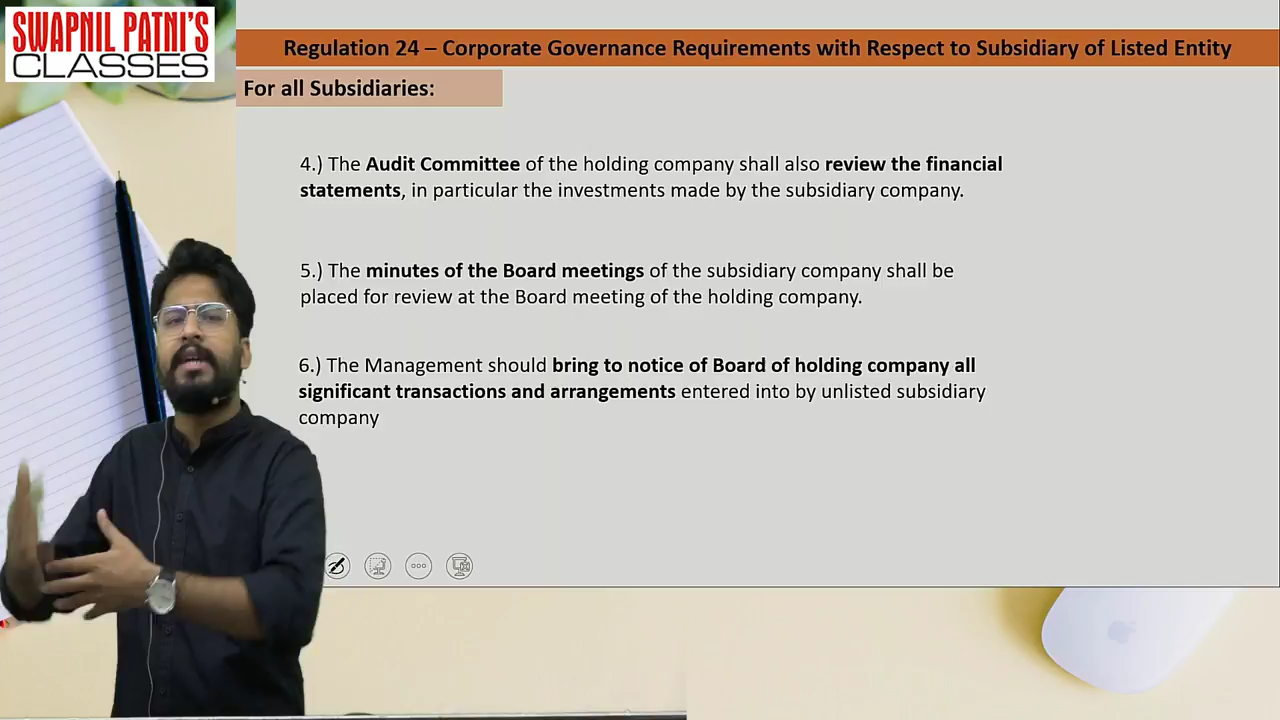 SWAPNIL PATNI'S
CLASSES
Regulation 24 – Corporate Governance Requirements with Respect to Subsidiary of Listed Entity
For all Subsidiaries:
4.) The Audit Committee of the holding company shall also review the financial
statements, in particular the investments made by the subsidiary company.
5.) The minutes of the Board meetings of the subsidiary company shall be
placed for review at the Board meeting of the holding company.
6.) The Management should bring to notice of Board of holding company all
significant transactions and arrangements entered into by unlisted subsidiary
company